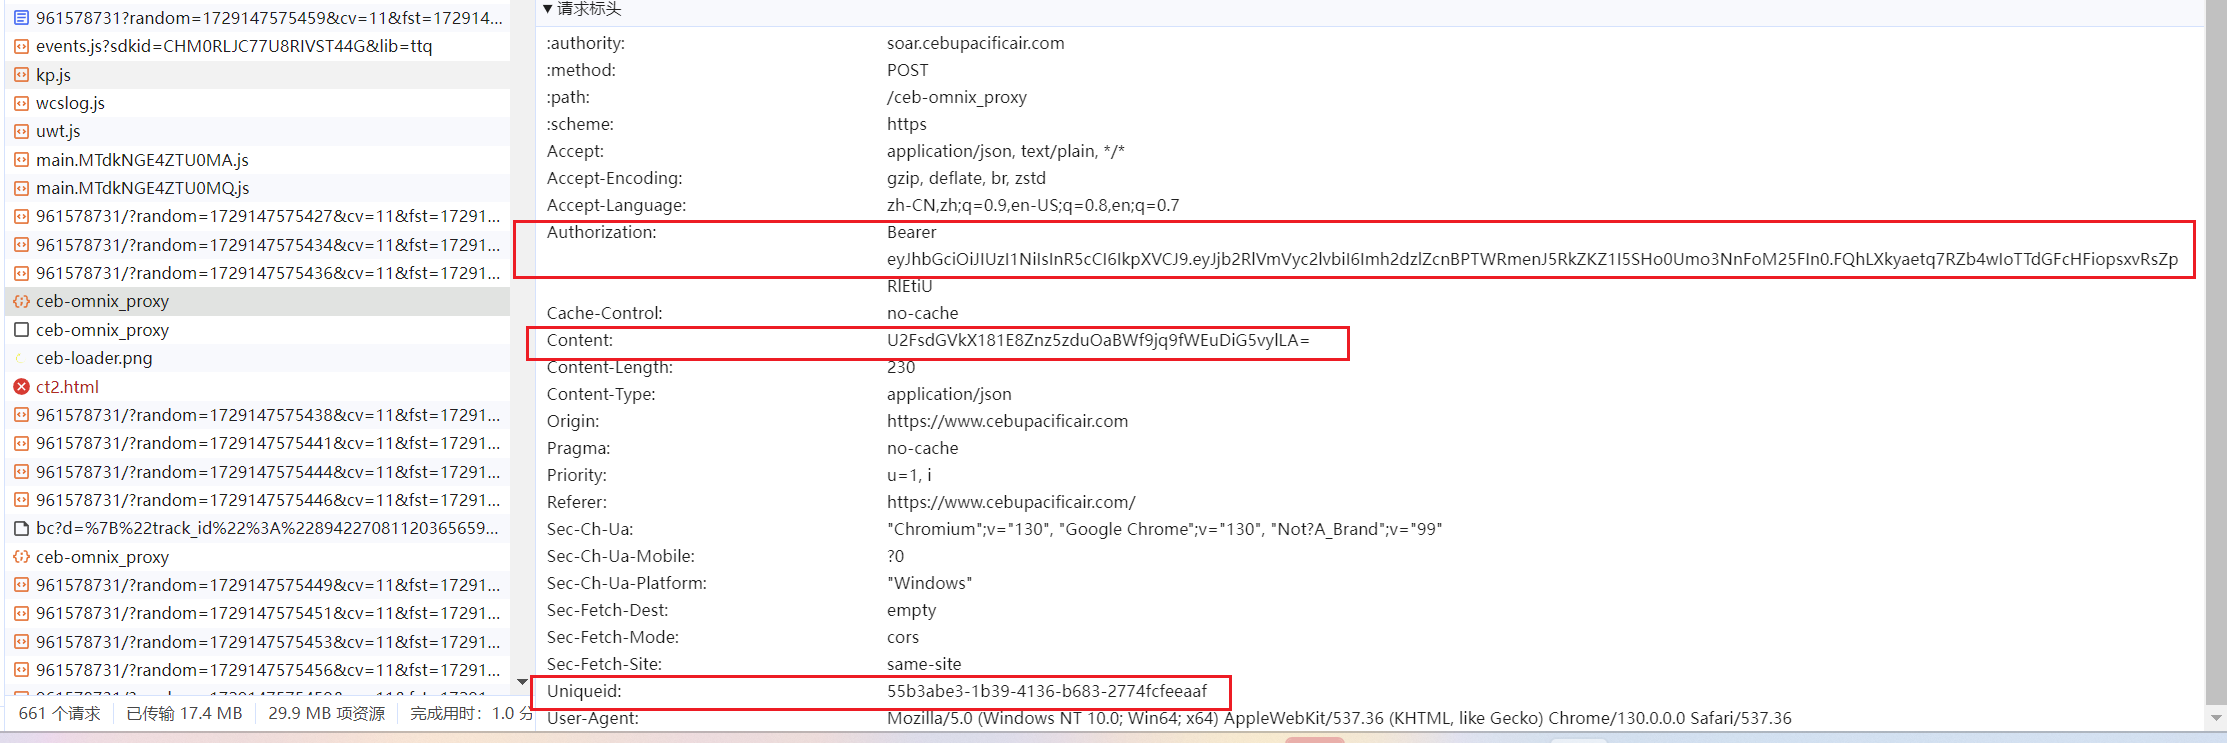 961578731?random=1729147575459&cv=11&fst=172914...
events.js?sdkid=CHM0RLJC77U8RIVST44G&lib=ttq
kp.js
wcslog.js
uwt.js
main.MTdkNGE4ZTU0MA.js
main.MTdkNGE4ZTU0MQ.js
961578731/?random=1729147575427&cv=11&fst=17291...
961578731/?random=1729147575434&cv=11&fst=17291...
961578731/?random=1729147575436&cv=11&fst=17291...
ceb-omnix_proxy
ceb-omnix_proxy
ceb-loader.png
ct2.html
961578731/?random=1729147575438&cv=11&fst=17291...
961578731/?random=1729147575441&cv=11&fst=17291...
961578731/?random=1729147575444&cv=11&fst=17291...
961578731/?random=1729147575446&cv=11&fst=17291...
bc?d=%7B%22track_id%22%3A%22894227081120365659...
ceb-omnix_proxy
961578731/?random=1729147575449&cv=11&fst=17291...
961578731/?random=1729147575451&cv=11&fst=17291...
961578731/?random=1729147575453&cv=11&fst=17291...
961578731/?random=1729147575456&cv=11&fst=17291...
661 个请求 已传输 17.4 MB 29.9 MB 项资源 完成用时: 1.0 分
请求标头
:authority: soar.cebupacificair.com
:method: POST
:path: /ceb-omnix_proxy
:scheme: https
Accept: application/json, text/plain, */*
Accept-Encoding: gzip, deflate, br, zstd
Accept-Language: zh-CN,zh;q=0.9,en-US;q=0.8,en;q=0.7
Authorization: Bearer
eyJhbGciOiJIUzI1NiIsInR5cCI6IkpXVCJ9.eyJjb2RlVmVyc2lvbiI6Imh2dzlZcnBPTWRmenJ5RkZKZ1I5SHo0Umo3NnFoM25FIn0.FQhLXkyaetq7RZb4wIoTTdGFcHFiopsxvRsZp
RlEtiU
Cache-Control: no-cache
Content: U2FsdGVkX181E8Znz5zduOaBWf9jq9fWEuDiG5vylLA=
Content-Length: 230
Content-Type: application/json
Origin: https://www.cebupacificair.com
Pragma: no-cache
Priority: u=1, i
Referer: https://www.cebupacificair.com/
Sec-Ch-Ua: "Chromium";v="130", "Google Chrome";v="130", "Not?A_Brand";v="99"
Sec-Ch-Ua-Mobile: ?0
Sec-Ch-Ua-Platform: "Windows"
Sec-Fetch-Dest: empty
Sec-Fetch-Mode: cors
Sec-Fetch-Site: same-site
Uniqueid: 55b3abe3-1b39-4136-b683-2774fcfeeaaf
User-Agent: Mozilla/5.0 (Windows NT 10.0; Win64; x64) AppleWebKit/537.36 (KHTML, like Gecko) Chrome/130.0.0.0 Safari/537.36